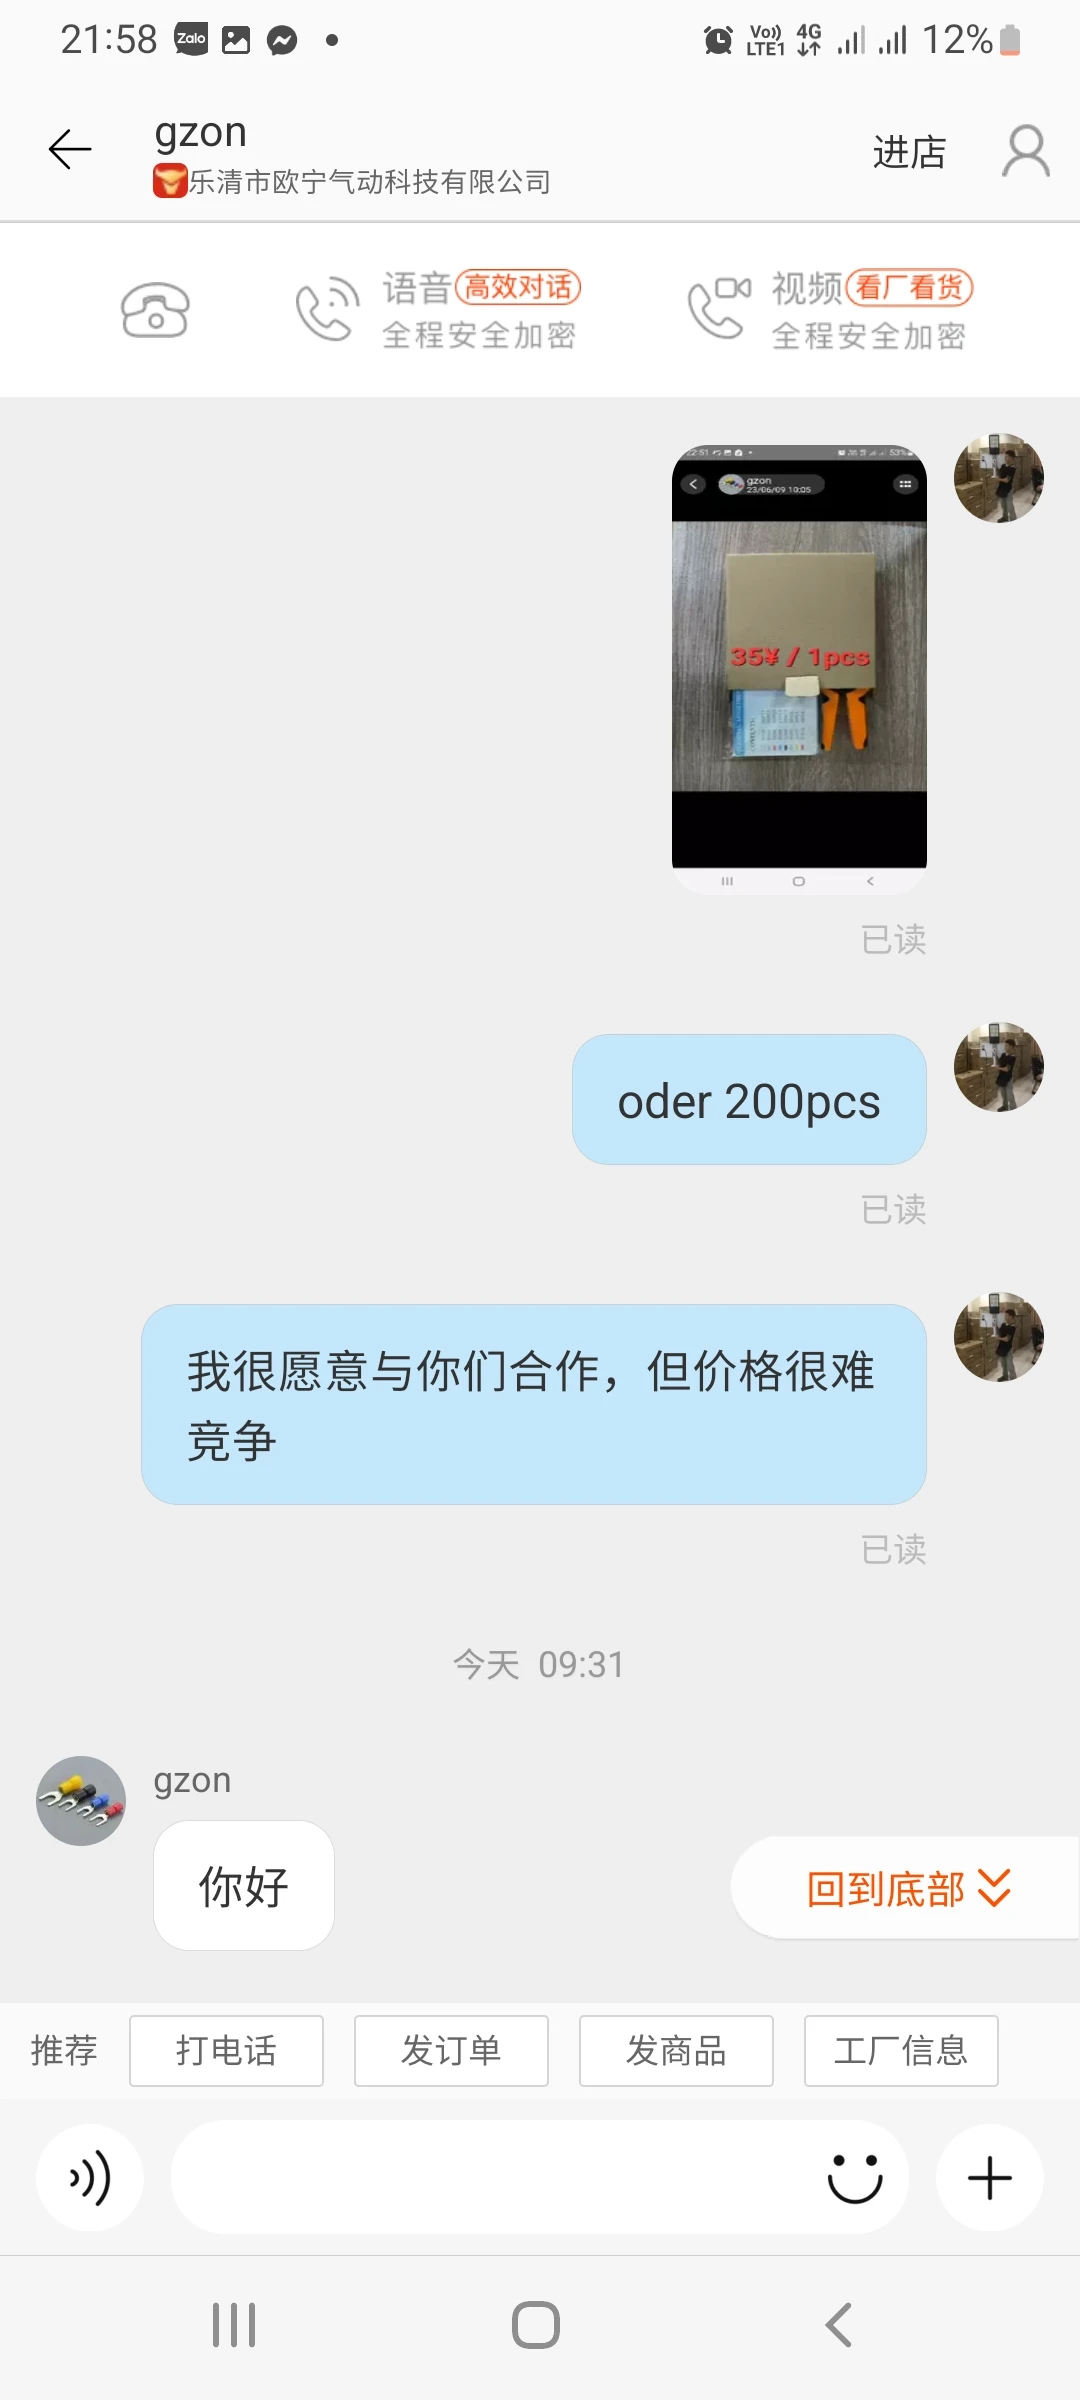 21:58
Zalo
Vo))
LTE1
4G
12%
gzon
乐清市欧宁气动科技有限公司
进店
语音
高效对话
全程安全加密
视频
看厂看货
全程安全加密
22:51
53%
gzon
23/06/09 10:05
35¥ / 1pcs
已读
oder 200pcs
已读
我很愿意与你们合作，但价格很难
竞争
已读
今天 09:31
gzon
你好
回到底部
推荐
打电话
发订单
发商品
工厂信息